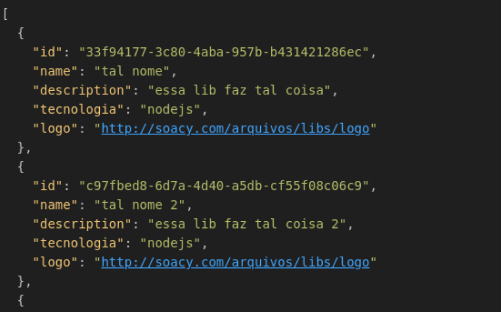 [
{
"id": "33f94177-3c80-4aba-957b-b431421286ec",
"name": "tal nome",
"description": "essa lib faz tal coisa",
"tecnologia": "nodejs",
"logo": "http://soacy.com/arquivos/libs/logo"
},
{
"id": "c97fbed8-6d7a-4d40-a5db-cf55f08c06c9",
"name": "tal nome 2",
"description": "essa lib faz tal coisa 2",
"tecnologia": "nodejs",
"logo": "http://soacy.com/arquivos/libs/logo"
},
{